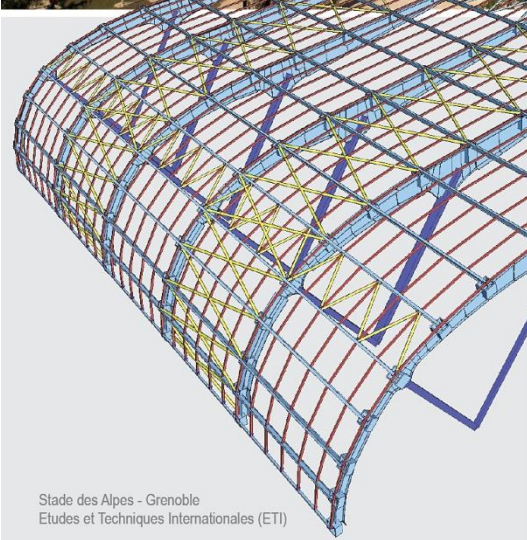 Stade des Alpes - Grenoble
Etudes et Techniques Internationales (ETI)